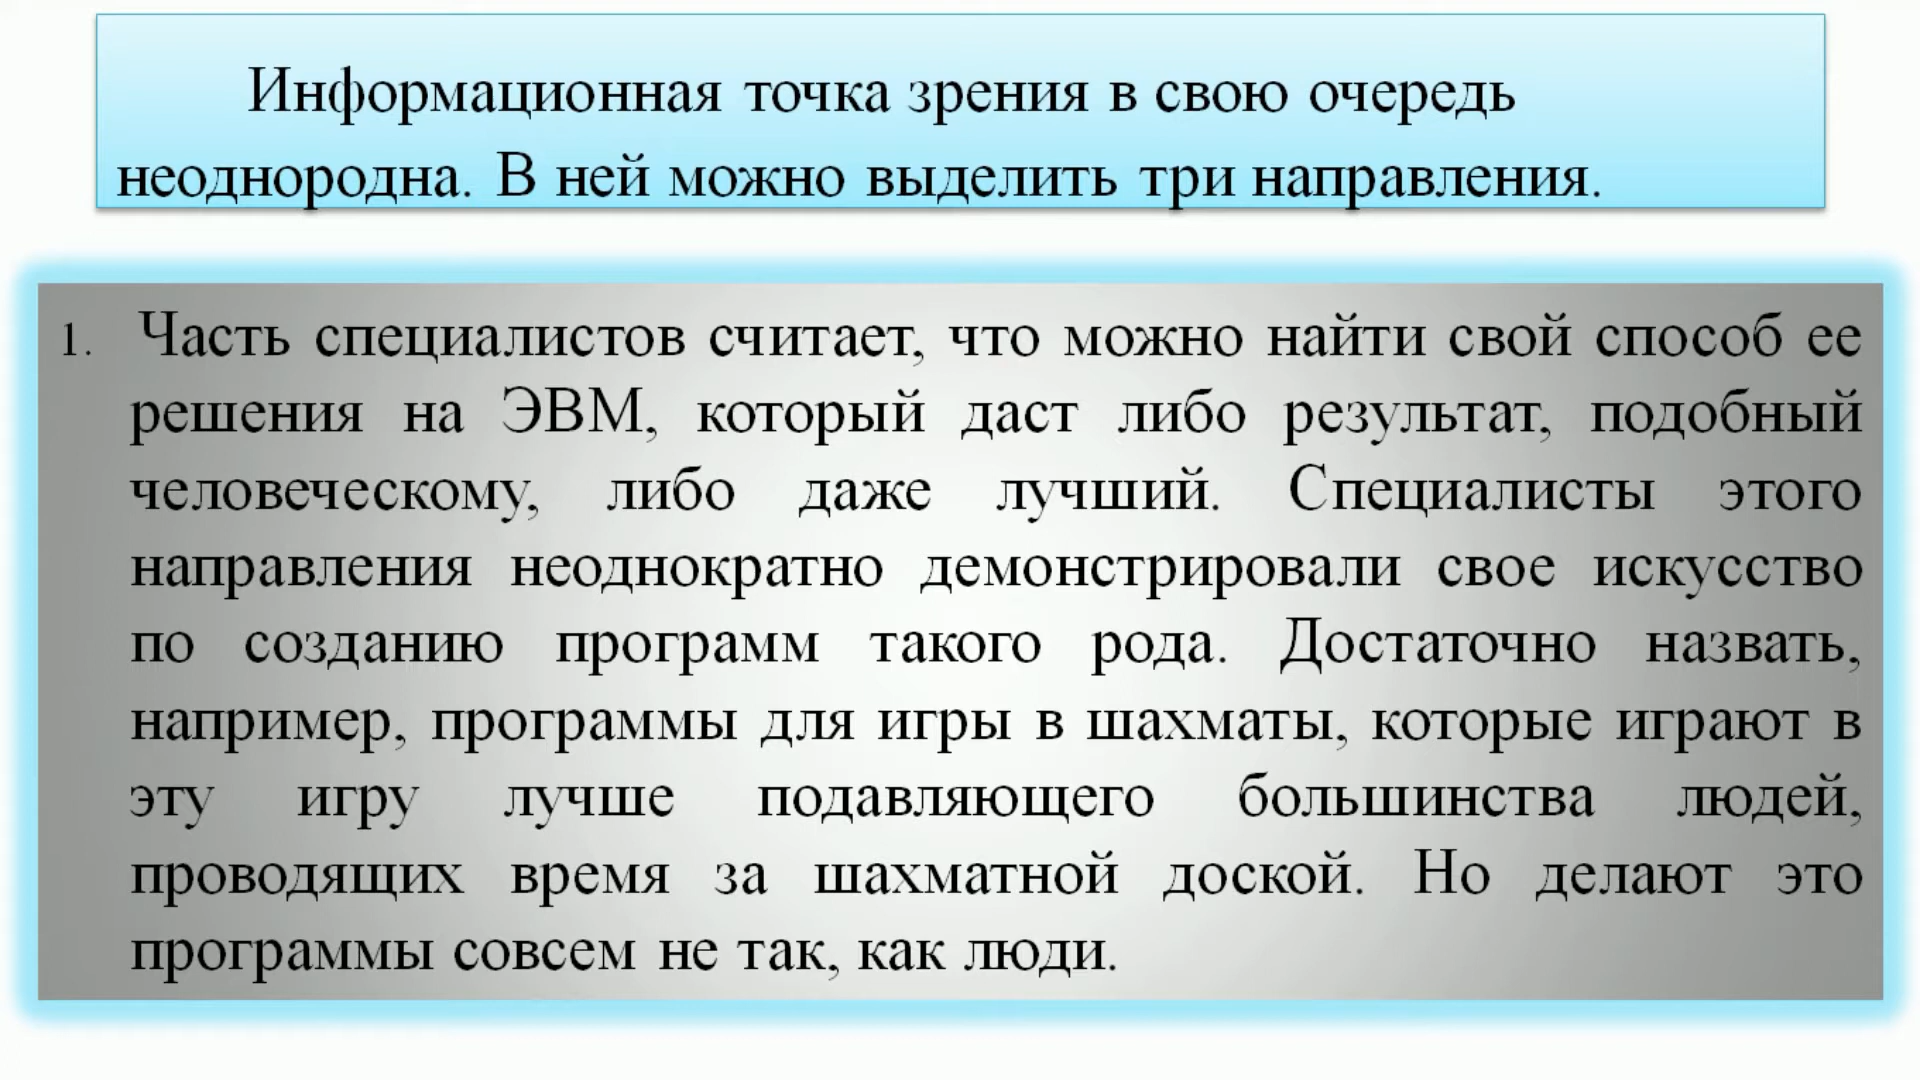 Информационная точка зрения в свою очередь
неоднородна. В ней можно выделить три направления.
1. Часть специалистов считает, что можно найти свой способ ее
решения на ЭВМ, который даст либо результат, подобный
человеческому, либо даже лучший. Специалисты этого
направления неоднократно демонстрировали свое искусство
по созданию программ такого рода. Достаточно назвать,
например, программы для игры в шахматы, которые играют в
эту игру лучше подавляющего большинства людей,
проводящих время за шахматной доской. Но делают это
программы совсем не так, как люди.